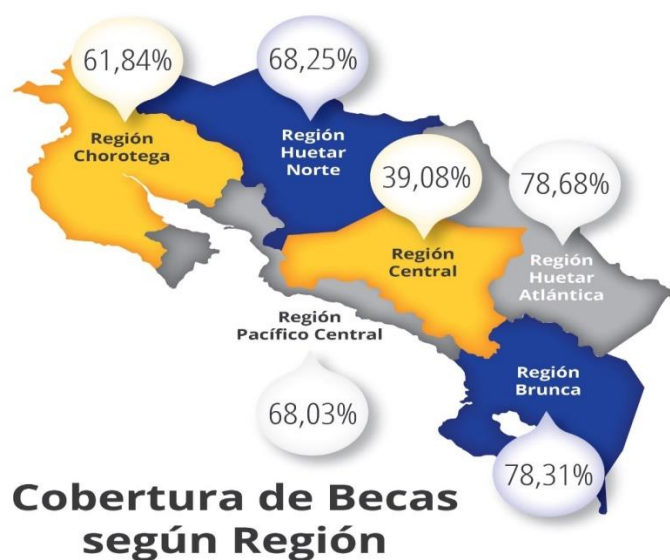 61,84%
Región
Chorotega
68,25%
Región
Huetar
Norte
39,08%
Región
Central
78,68%
Región
Huetar
Atlántica
Región
Pacífico Central
68,03%
Región
Brunca
78,31%
Cobertura de Becas
según Región